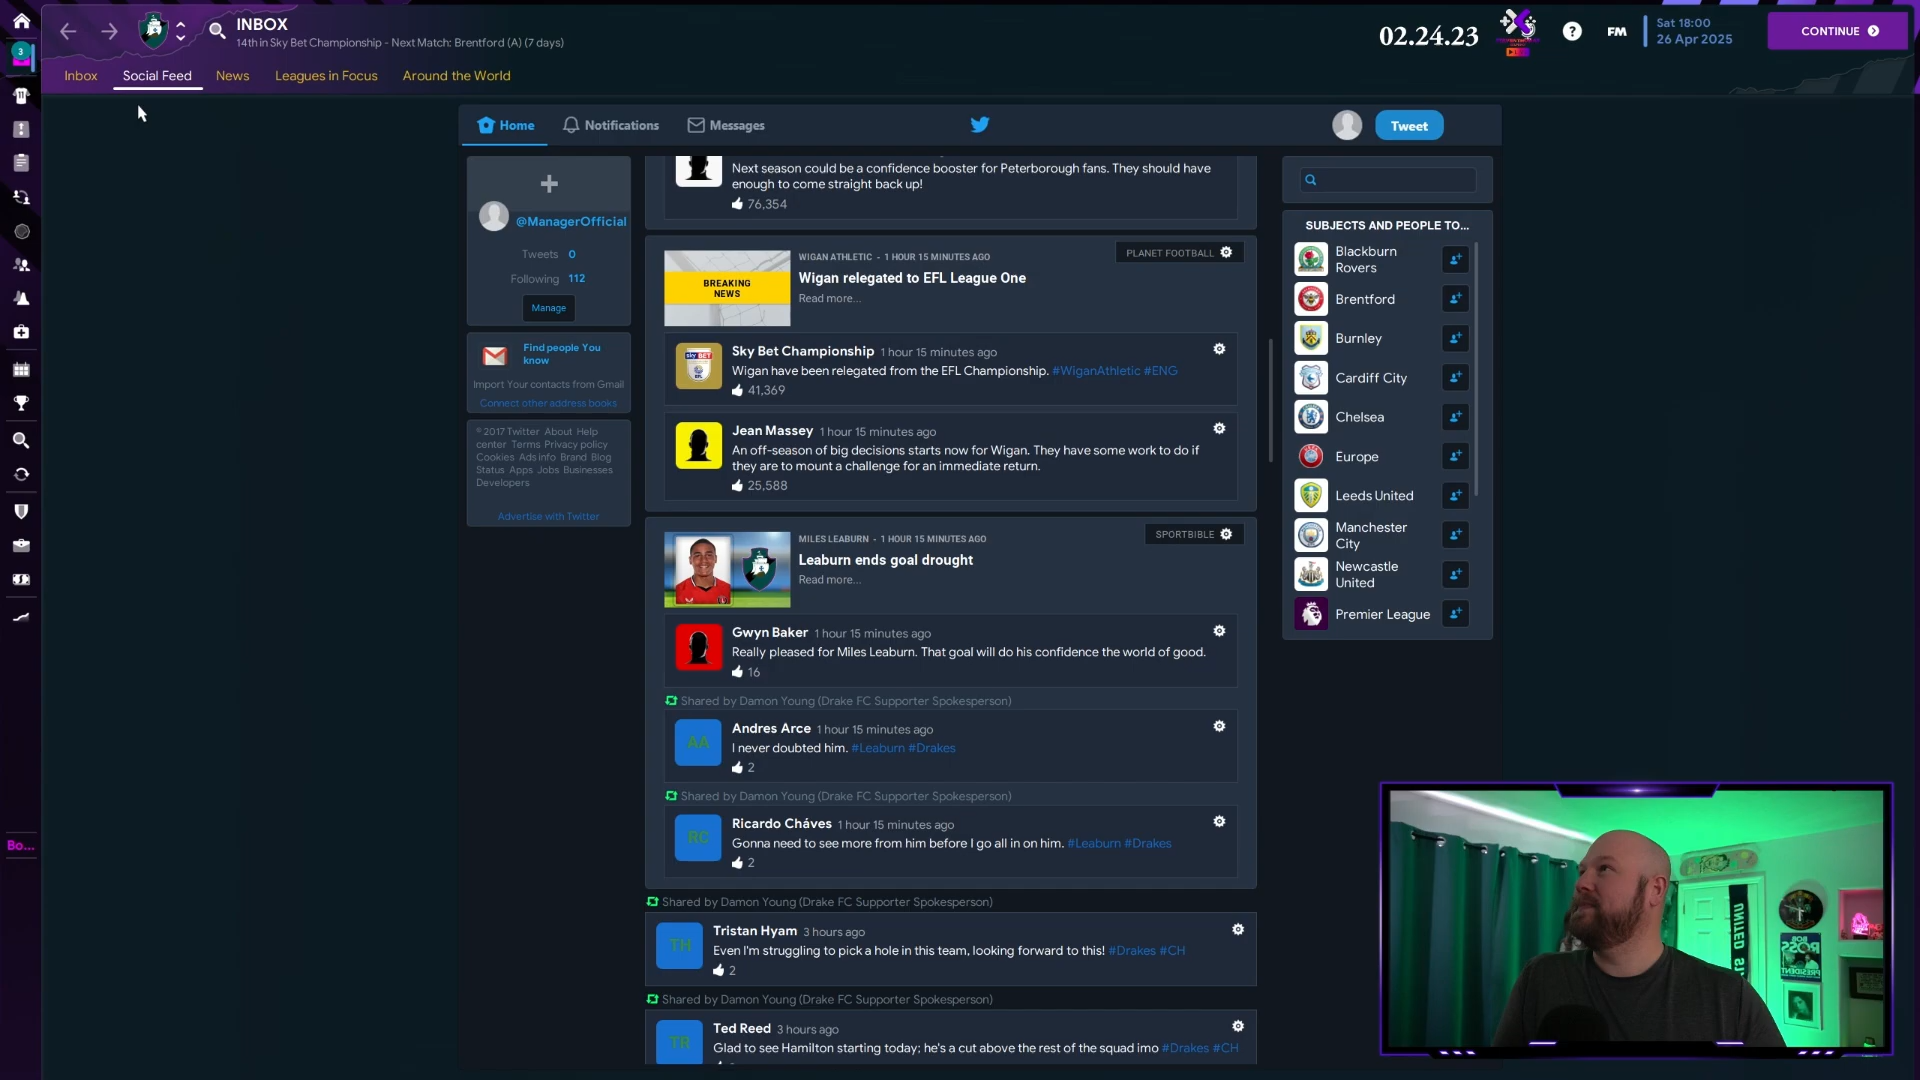 INBOX
14th in Sky Bet Championship - Next Match: Brentford (A) (7 days)
02.24.23
FM
Sat 18:00
26 Apr 2025
CONTINUE
3
Inbox
Social Feed
News
Leagues in Focus
Around the World
Home
Notifications
Messages
Tweet
@ManagerOfficial
Tweets 0
Following 112
Manage
Find people You
know
Import Your contacts from Gmail
Connect other address books
© 2017 Twitter About Help
center Terms Privacy policy
Cookies Ads info Brand Blog
Status Apps Jobs Businesses
Developers
Advertise with Twitter
Next season could be a confidence booster for Peterborough fans. They should have
enough to come straight back up!
76,354
BREAKING
NEWS
WIGAN ATHLETIC - 1 HOUR 15 MINUTES AGO
PLANET FOOTBALL
Wigan relegated to EFL League One
Read more...
sky BET
EFL
Sky Bet Championship 1 hour 15 minutes ago
Wigan have been relegated from the EFL Championship. #WiganAthletic #ENG
41,369
Jean Massey 1 hour 15 minutes ago
An off-season of big decisions starts now for Wigan. They have some work to do if
they are to mount a challenge for an immediate return.
25,588
MILES LEABURN - 1 HOUR 15 MINUTES AGO
SPORTBIBLE
Leaburn ends goal drought
Read more...
Gwyn Baker 1 hour 15 minutes ago
Really pleased for Miles Leaburn. That goal will do his confidence the world of good.
16
Shared by Damon Young (Drake FC Supporter Spokesperson)
AA
Andres Arce 1 hour 15 minutes ago
I never doubted him. #Leaburn #Drakes
2
Shared by Damon Young (Drake FC Supporter Spokesperson)
RC
Ricardo Cháves 1 hour 15 minutes ago
Gonna need to see more from him before I go all in on him. #Leaburn #Drakes
2
Shared by Damon Young (Drake FC Supporter Spokesperson)
TH
Tristan Hyam 3 hours ago
Even I'm struggling to pick a hole in this team, looking forward to this! #Drakes #CH
2
Shared by Damon Young (Drake FC Supporter Spokesperson)
TR
Ted Reed 3 hours ago
Glad to see Hamilton starting today; he's a cut above the rest of the squad imo #Drakes #CH
SUBJECTS AND PEOPLE TO...
Blackburn
Rovers
Brentford
Burnley
Cardiff City
Chelsea
Europe
Leeds United
Manchester
City
Newcastle
United
Premier League
Bo...
UNITED ST
BOB
ROSS
PRESIDENT